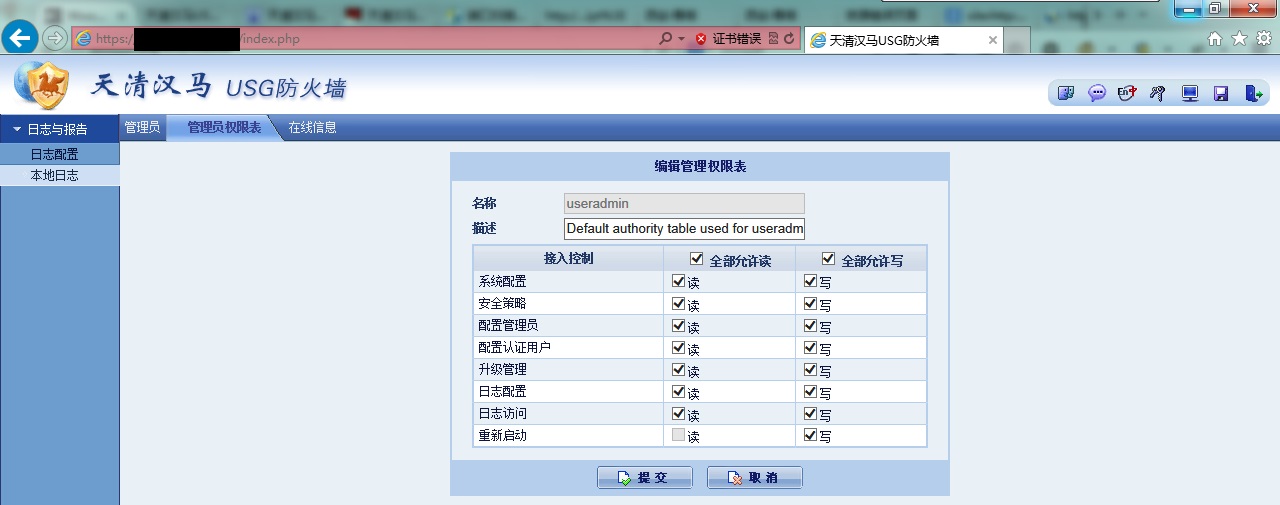 https:// /index.php
证书错误
天清汉马USG防火墙
天清汉马 USG防火墙
En
日志与报告
管理员
管理员权限表
在线信息
日志配置
本地日志
编辑管理权限表
名称 useradmin
描述 Default authority table used for useradm
接入控制 全部允许读 全部允许写
系统配置 读 写
安全策略 读 写
配置管理员 读 写
配置认证用户 读 写
升级管理 读 写
日志配置 读 写
日志访问 读 写
重新启动 读 写
提交 取消